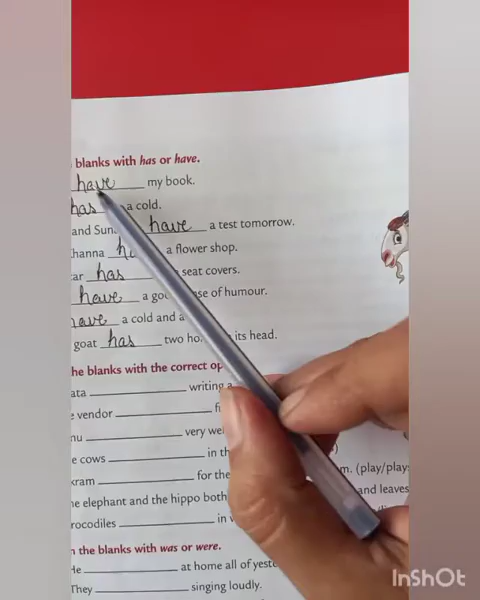 blanks with has or have.
have my book.
has a cold.
and Sun have a test tomorrow.
hanna a flower shop.
ar has seat covers.
have a goo se of humour.
have a cold and a
goat has two ho its head.
he blanks with the correct op
ata writing a
vendor
nu very we
e cows in th
kram for the
m. (play/play
he elephant and the hippo both and leaves
rocodiles in
n the blanks with was or were.
He at home all of yeste
They singing loudly.
InShOt